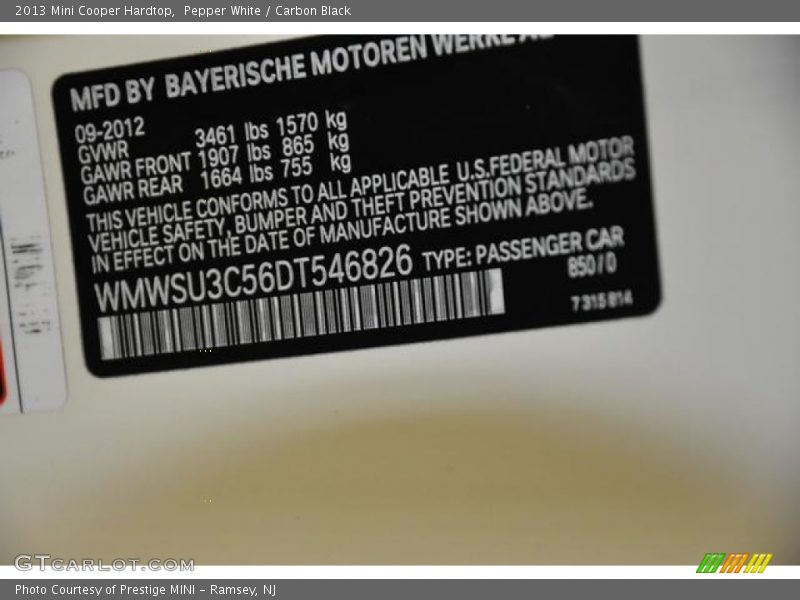 2013 Mini Cooper Hardtop, Pepper White / Carbon Black
MFD BY BAYERISCHE MOTOREN WERKE AG
09-2012
GVWR 3461 lbs 1570 kg
GAWR FRONT 1907 lbs 865 kg
GAWR REAR 1664 lbs 755 kg
THIS VEHICLE CONFORMS TO ALL APPLICABLE U.S.FEDERAL MOTOR
VEHICLE SAFETY, BUMPER AND THEFT PREVENTION STANDARDS
IN EFFECT ON THE DATE OF MANUFACTURE SHOWN ABOVE.
WMWSU3C56DT546826 TYPE: PASSENGER CAR
850/0
7 315 814
GTCARLOT.COM
Photo Courtesy of Prestige MINI - Ramsey, NJ